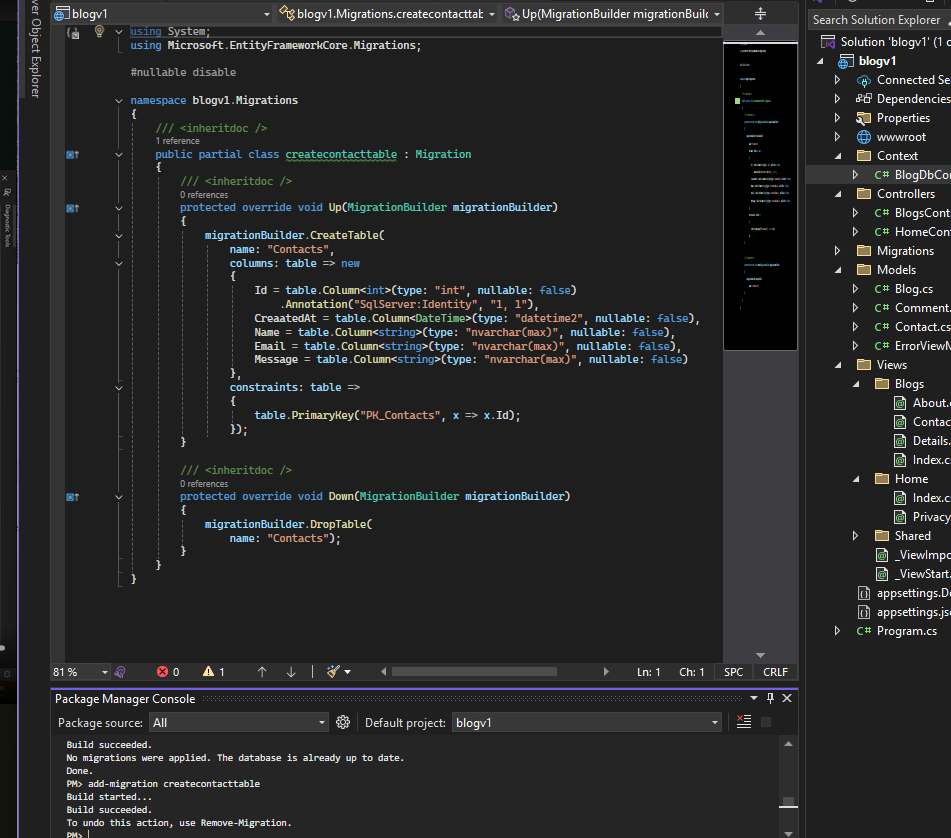 ver Object Explorer
Diagnostic Tools
blogv1
blogv1.Migrations.createcontacttab
Up(MigrationBuilder migrationBuilc
using System;
using Microsoft.EntityFrameworkCore.Migrations;
#nullable disable
namespace blogv1.Migrations
{
/// <inheritdoc />
1 reference
public partial class createcontacttable : Migration
{
/// <inheritdoc />
0 references
protected override void Up(MigrationBuilder migrationBuilder)
{
migrationBuilder.CreateTable(
name: "Contacts",
columns: table => new
{
Id = table.Column<int>(type: "int", nullable: false)
.Annotation("SqlServer:Identity", "1, 1"),
CreaatedAt = table.Column<DateTime>(type: "datetime2", nullable: false),
Name = table.Column<string>(type: "nvarchar(max)", nullable: false),
Email = table.Column<string>(type: "nvarchar(max)", nullable: false),
Message = table.Column<string>(type: "nvarchar(max)", nullable: false)
},
constraints: table =>
{
table.PrimaryKey("PK_Contacts", x => x.Id);
});
}
/// <inheritdoc />
0 references
protected override void Down(MigrationBuilder migrationBuilder)
{
migrationBuilder.DropTable(
name: "Contacts");
}
}
}
81 %
0
1
Ln: 1
Ch: 1
SPC
CRLF
Package Manager Console
Package source: All
Default project: blogv1
Build succeeded.
No migrations were applied. The database is already up to date.
Done.
PM> add-migration createcontacttable
Build started...
Build succeeded.
To undo this action, use Remove-Migration.
PM>
Search Solution Explorer
Solution 'blogv1' (1 o
blogv1
Connected Se
Dependencies
Properties
wwwroot
Context
C# BlogDbCon
Controllers
C# BlogsCont
C# HomeCont
Migrations
Models
C# Blog.cs
C# Comment.
C# Contact.cs
C# ErrorViewM
Views
Blogs
About.c
Contac
Details.
Index.c
Home
Index.c
Privacy
Shared
_ViewImpo
_ViewStart.
appsettings.De
appsettings.jso
C# Program.cs